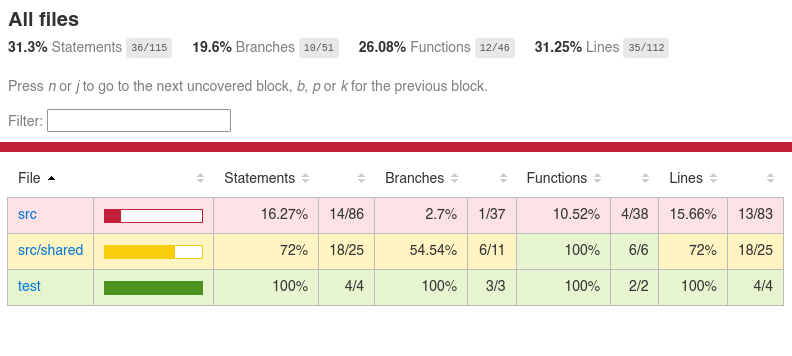 All files
31.3% Statements 36/115 19.6% Branches 10/51 26.08% Functions 12/46 31.25% Lines 35/112
Press n or j to go to the next uncovered block, b, p or k for the previous block.
Filter:
File Statements Branches Functions Lines
src 16.27% 14/86 2.7% 1/37 10.52% 4/38 15.66% 13/83
src/shared 72% 18/25 54.54% 6/11 100% 6/6 72% 18/25
test 100% 4/4 100% 3/3 100% 2/2 100% 4/4